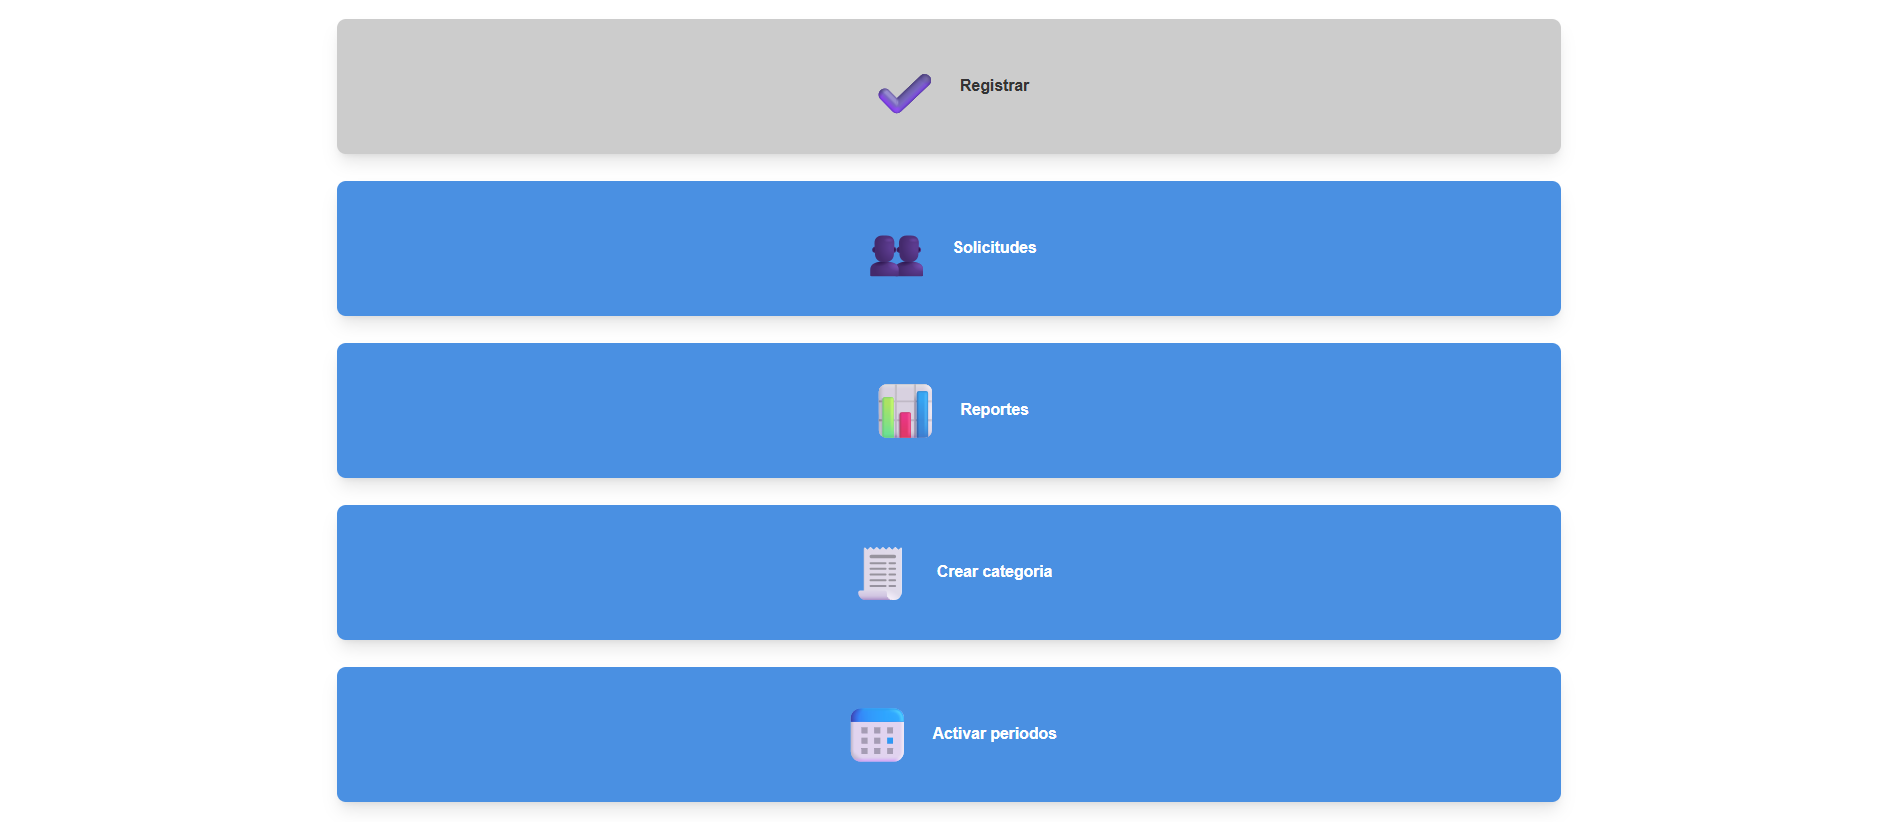 Registrar
Solicitudes
Reportes
Crear categoria
Activar periodos